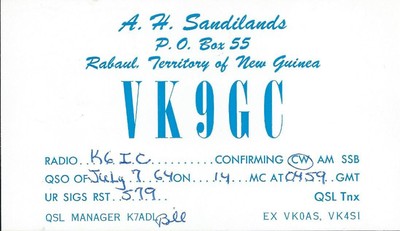 A. H. Sandilands
P. O. Box 55
Rabaul. Territory of New Guinea
VK9GC
RADIO K6IC CONFIRMING CW AM SSB
QSO OF July 7 64 ON 14 MC AT 0459 GMT
UR SIGS RST 579 QSL Tnx
QSL MANAGER K7ADL Bill EX VK0AS, VK4SI